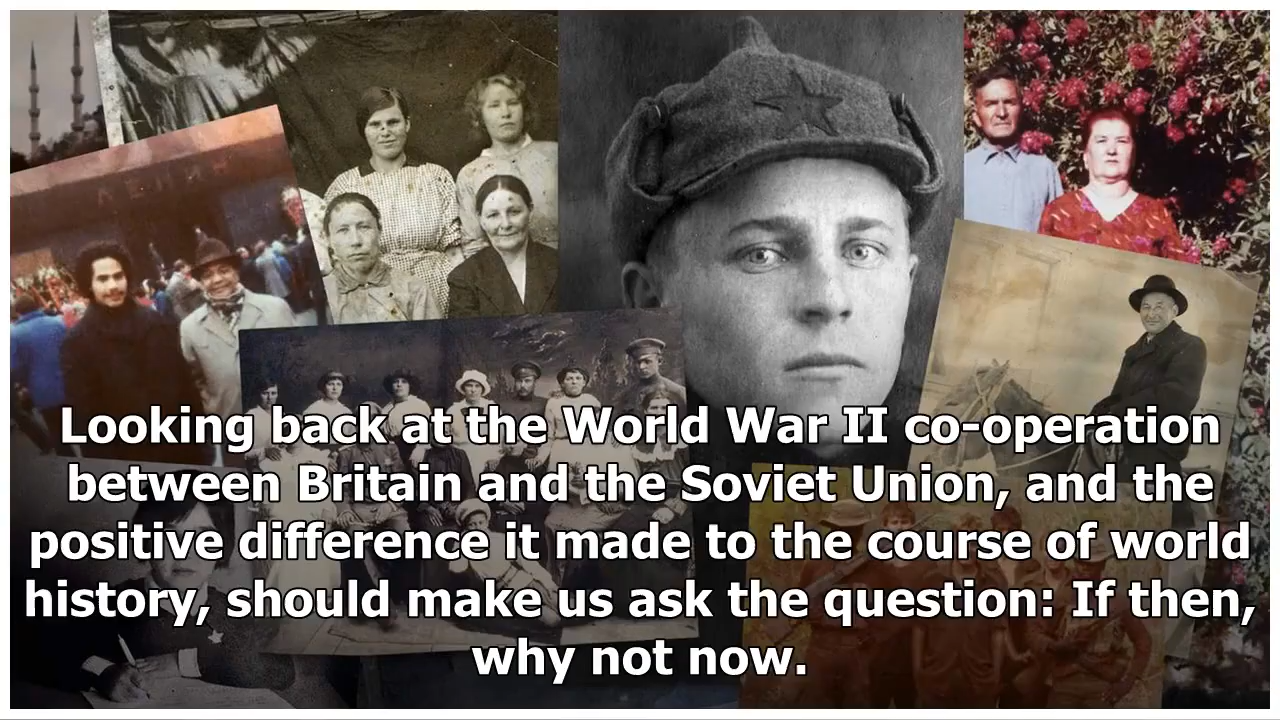 Looking back at the World War II co-operation
between Britain and the Soviet Union, and the
positive difference it made to the course of world
history, should make us ask the question: If then,
why not now.